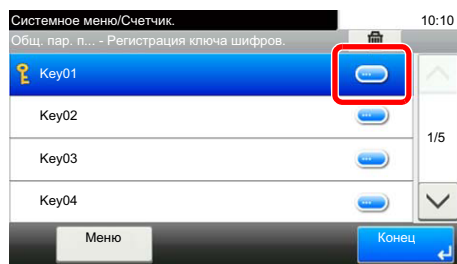 Системное меню/Счетчик.
10:10
Общ. пар. п... - Регистрация ключа шифров.
Key01
Key02
Key03
Key04
1/5
Меню
Конец